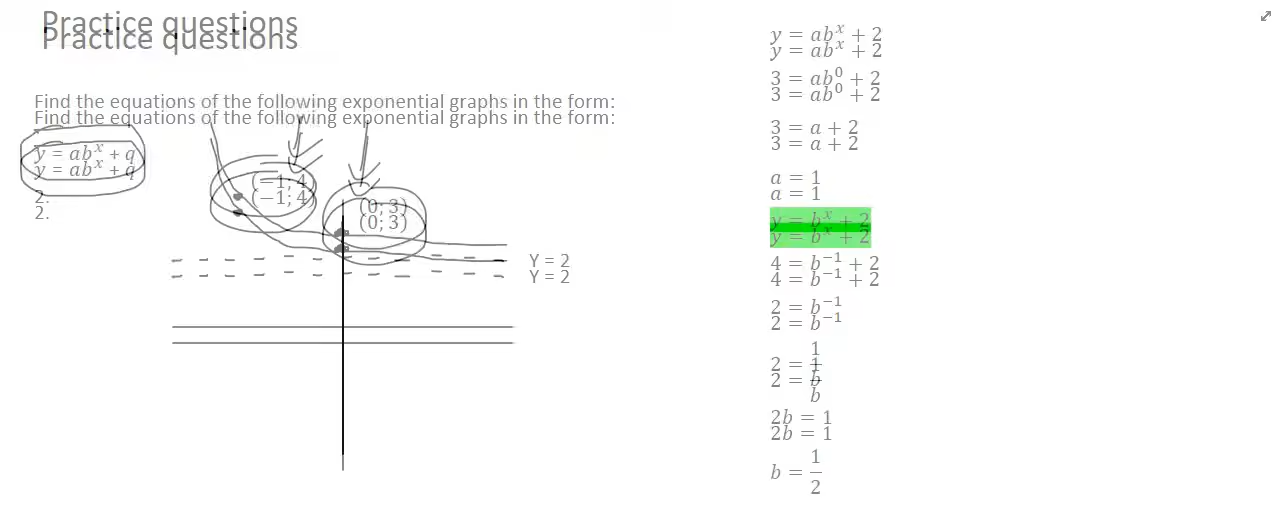 Practice questions
Find the equations of the following exponential graphs in the form:
y = ab^x + q
2.
(−1; 4)
(0; 3)
Y = 2
y = ab^x + 2
3 = ab^0 + 2
3 = a + 2
a = 1
y = b^x + 2
4 = b^−1 + 2
2 = b^−1
2 = 1/b
2b = 1
b = 1/2